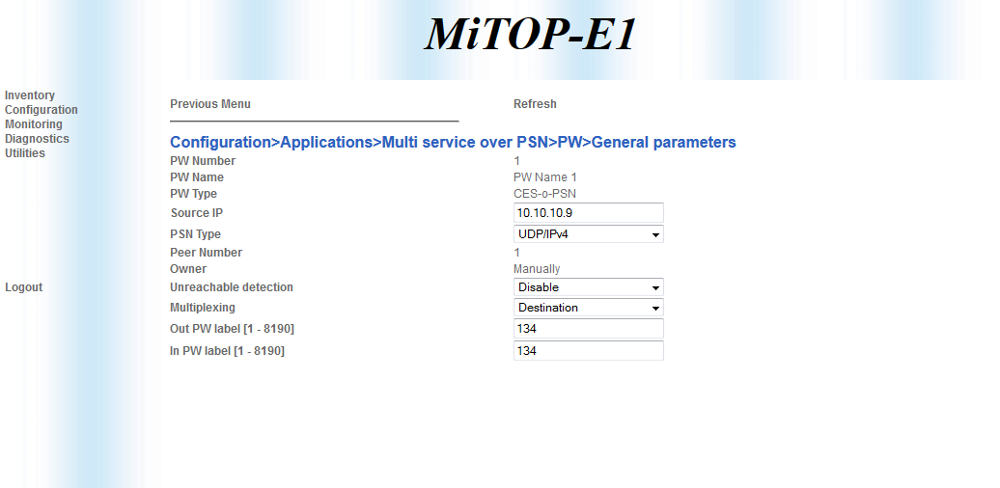 MiTOP-E1
Inventory
Configuration
Monitoring
Diagnostics
Utilities
Logout
Previous Menu Refresh
Configuration>Applications>Multi service over PSN>PW>General parameters
PW Number 1
PW Name PW Name 1
PW Type CES-o-PSN
Source IP 10.10.10.9
PSN Type UDP/IPv4
Peer Number 1
Owner Manually
Unreachable detection Disable
Multiplexing Destination
Out PW label [1 - 8190] 134
In PW label [1 - 8190] 134